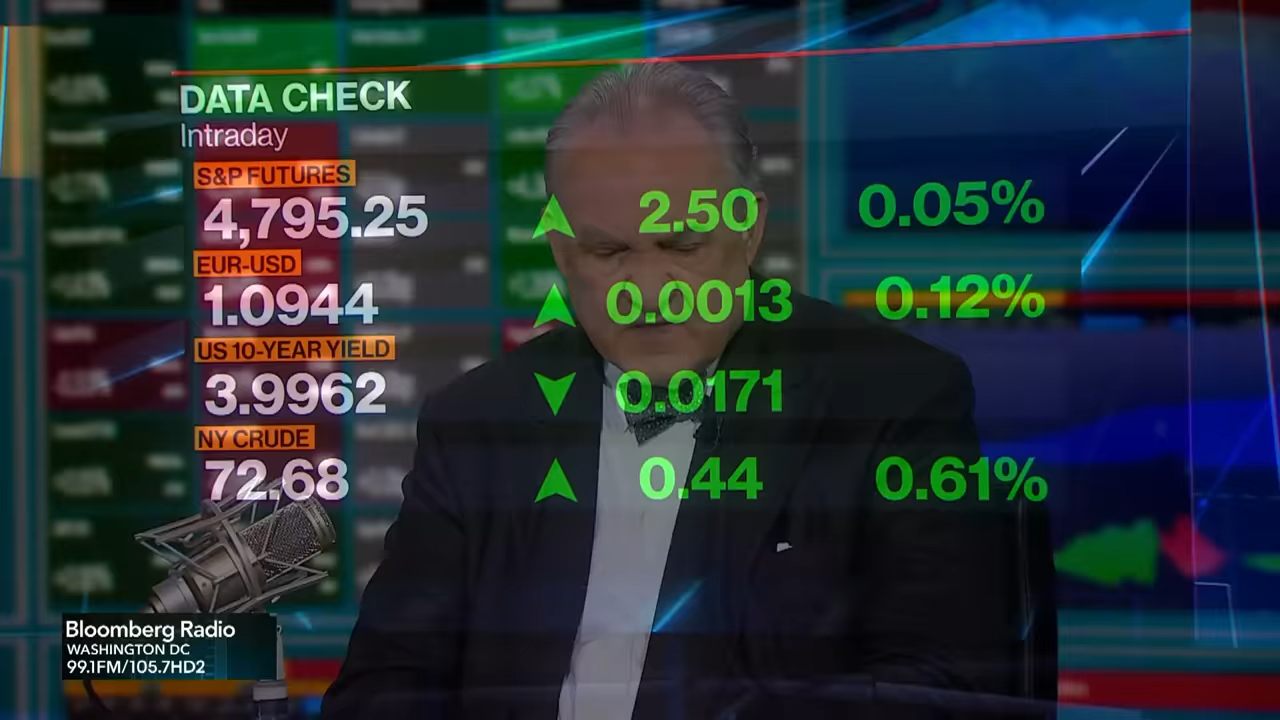 DATA CHECK
Intraday
S&P FUTURES
4,795.25 2.50 0.05%
EUR-USD
1.0944 0.0013 0.12%
US 10-YEAR YIELD
3.9962 0.0171
NY CRUDE
72.68 0.44 0.61%
Bloomberg Radio
WASHINGTON DC
99.1FM/105.7HD2